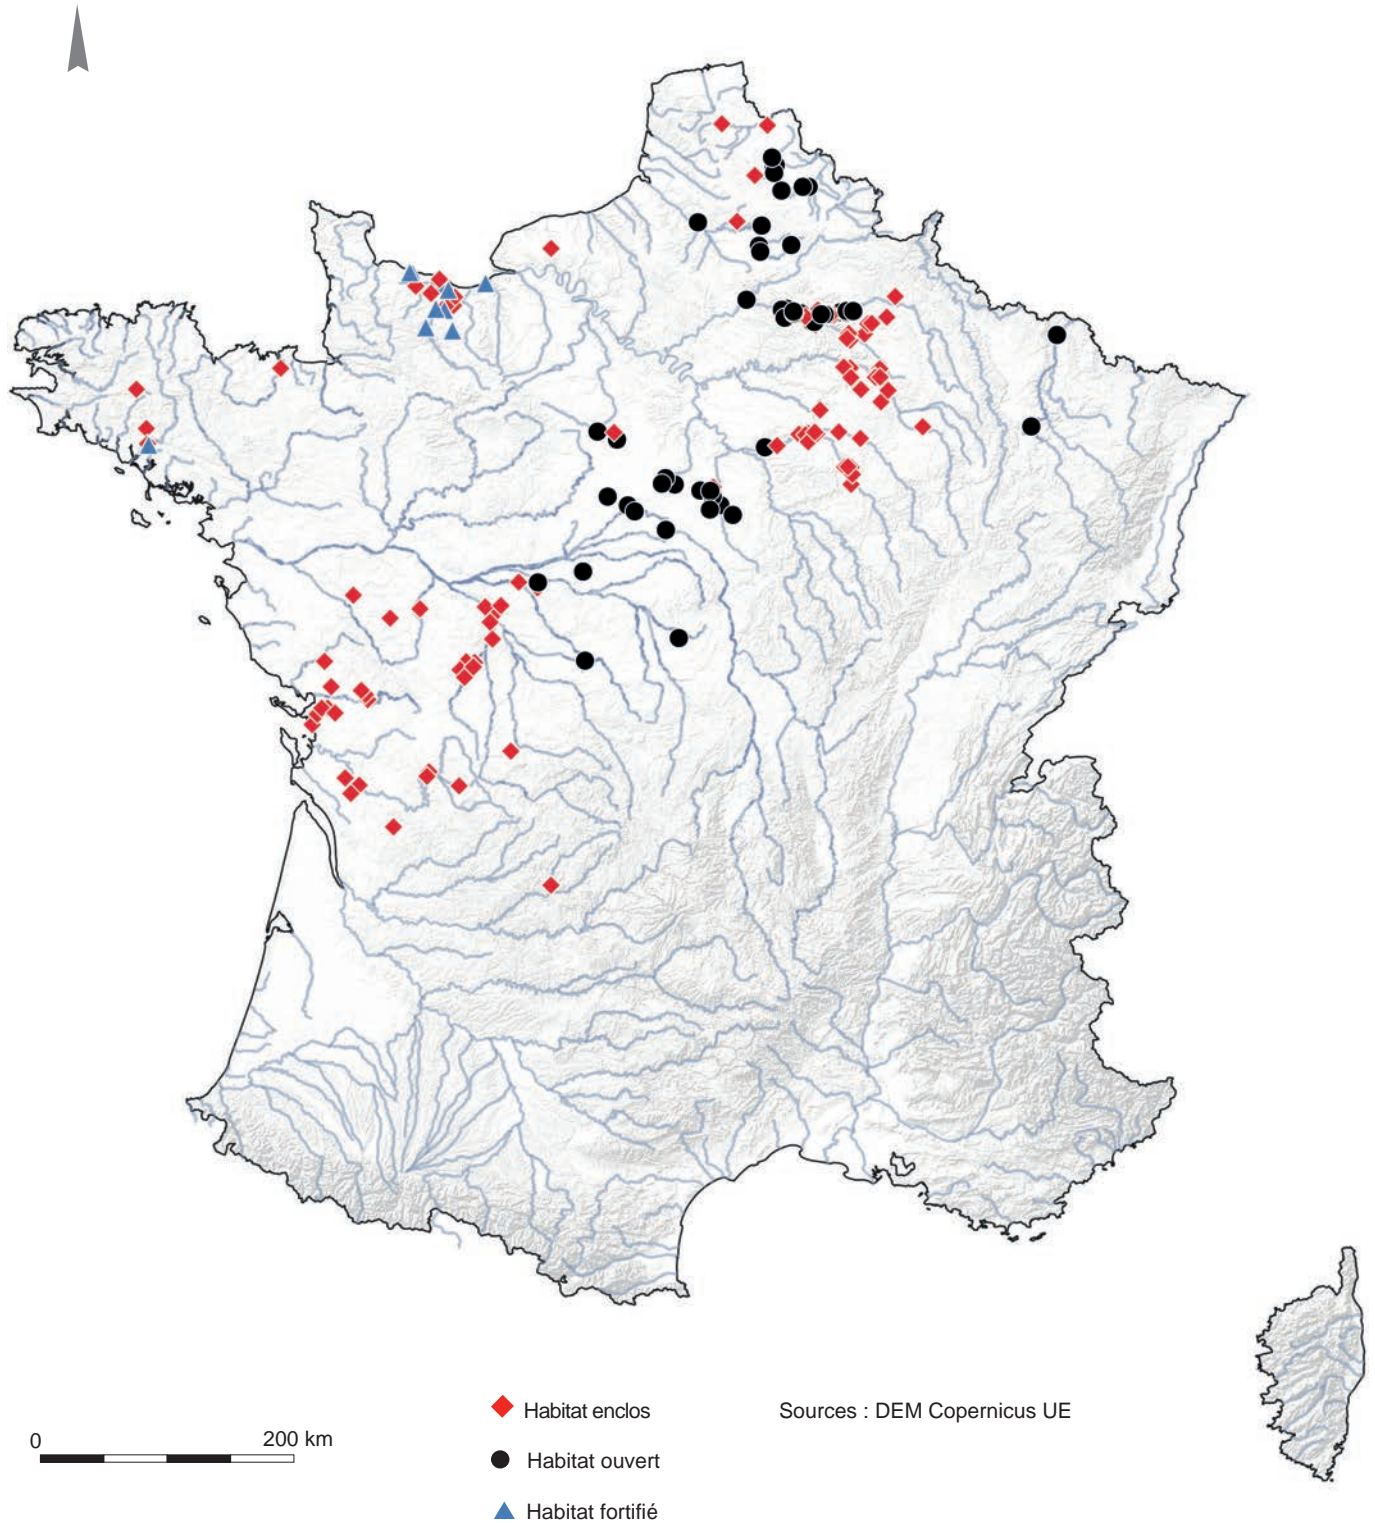 Habitat enclos
Sources : DEM Copernicus UE
0 200 km
Habitat ouvert
Habitat fortifié